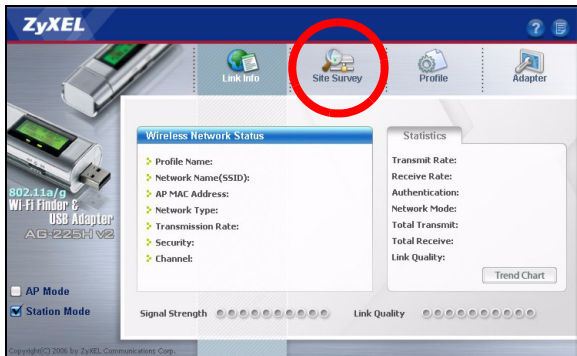 ZyXEL
Link Info
Site Survey
Profile
Adapter
802.11a/g
Wi-Fi Finder &
USB Adapter
AG-225H v2
AP Mode
Station Mode
Wireless Network Status
Profile Name:
Network Name(SSID):
AP MAC Address:
Network Type:
Transmission Rate:
Security:
Channel:
Statistics
Transmit Rate:
Receive Rate:
Authentication:
Network Mode:
Total Transmit:
Total Receive:
Link Quality:
Trend Chart
Signal Strength
Link Quality
Copyright(C) 2006 by ZyXEL Communications Corp.